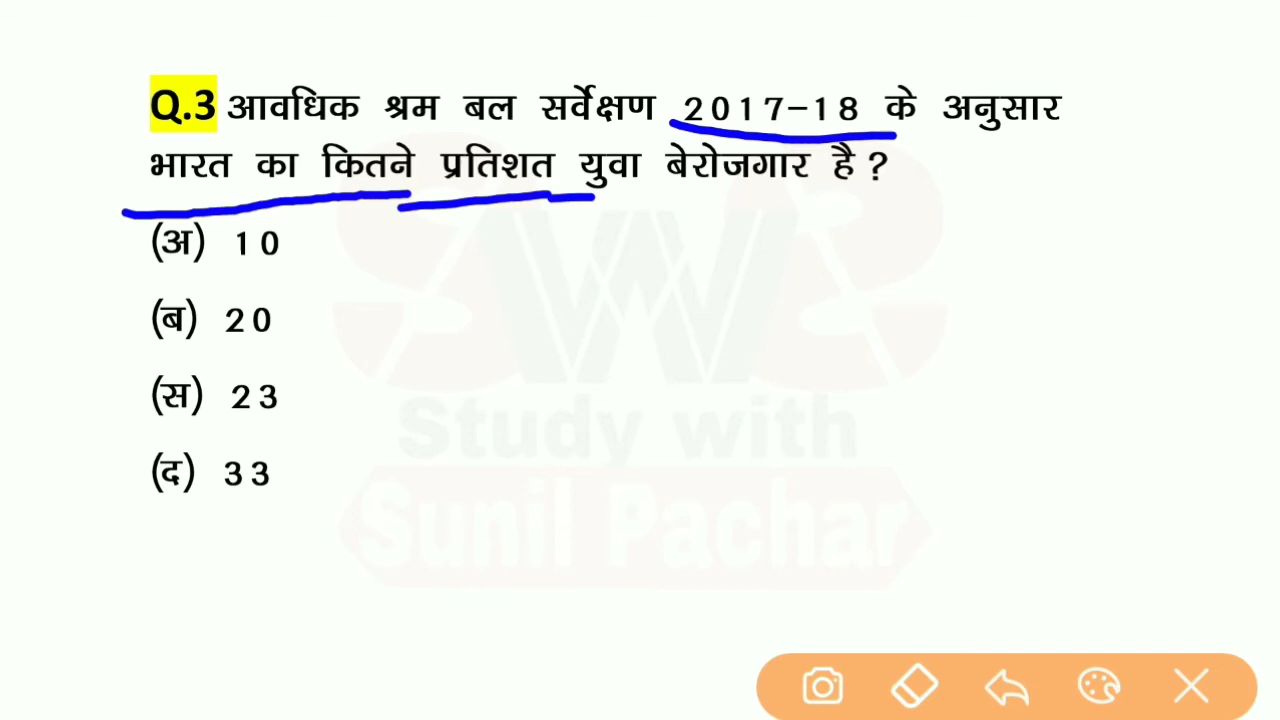 Q.3 आवधिक श्रम बल सर्वेक्षण 2017-18 के अनुसार
भारत का कितने प्रतिशत युवा बेरोजगार है ?
(अ) 10
(ब) 20
(स) 23
(द) 33
SWS
Study with
Sunil Pachar